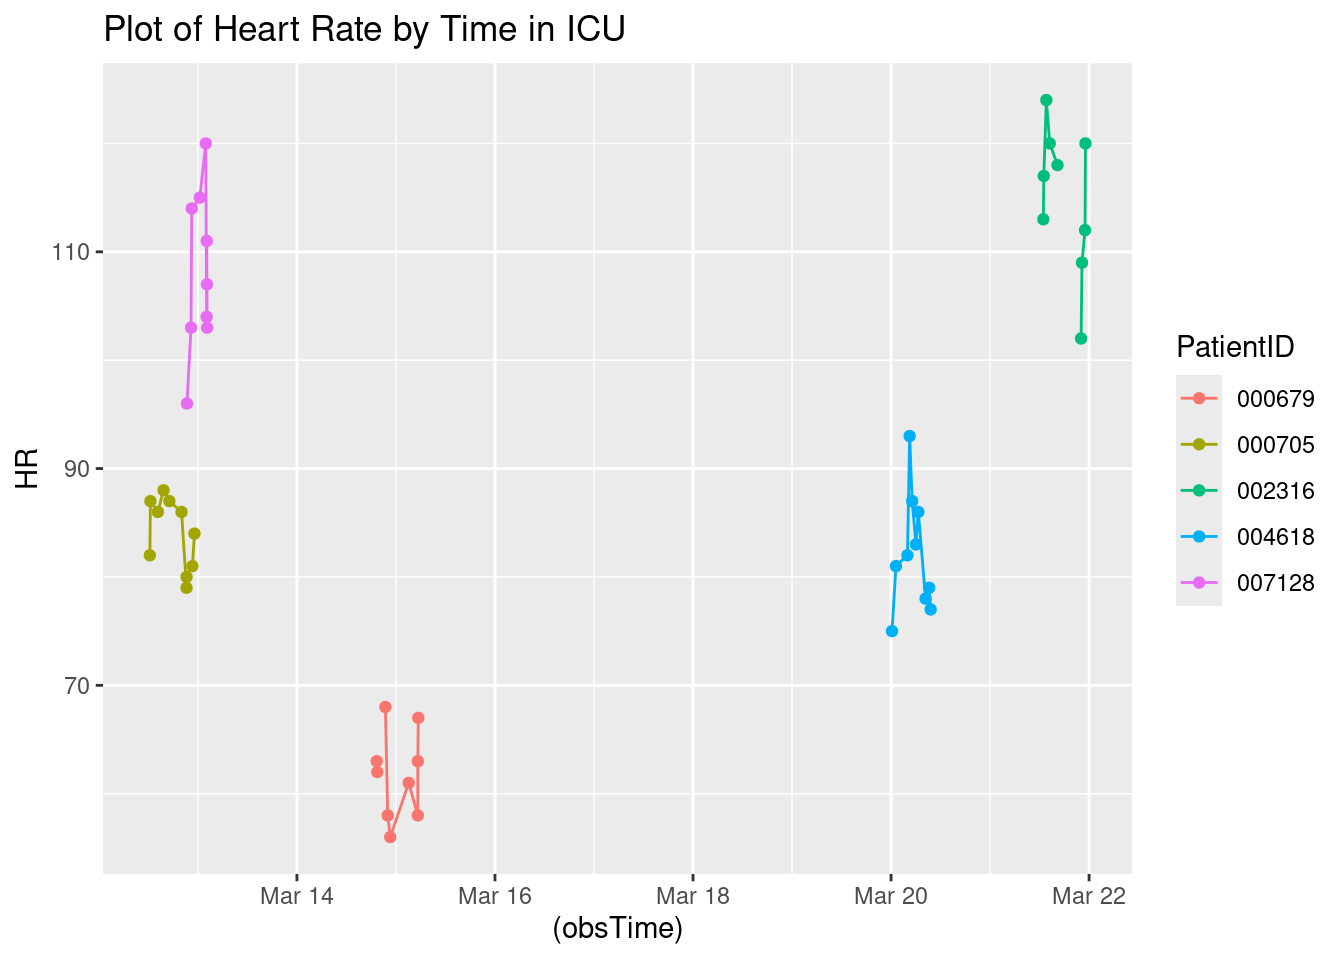 Plot of Heart Rate by Time in ICU
110
90
70
HR
Mar 14
Mar 16
Mar 18
Mar 20
Mar 22
(obsTime)
PatientID
000679
000705
002316
004618
007128